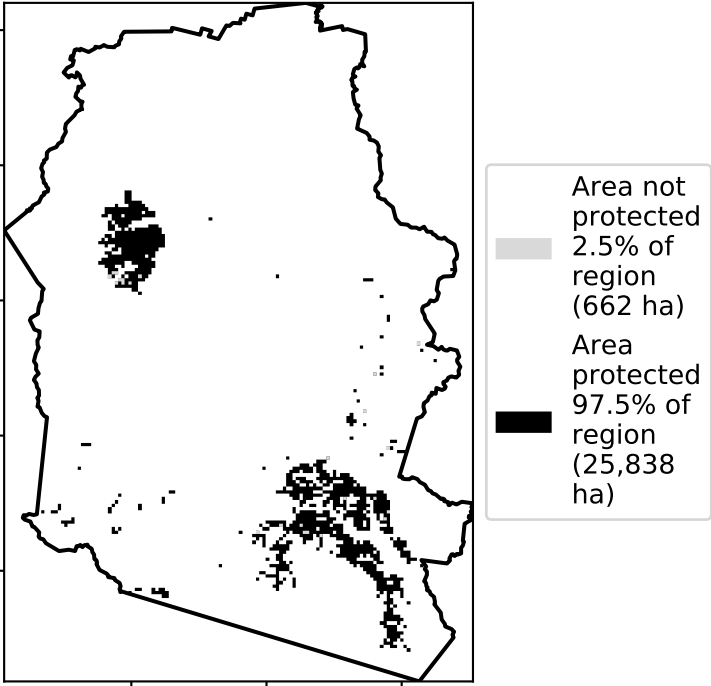 Area not
protected
2.5% of
region
(662 ha)
Area
protected
97.5% of
region
(25,838
ha)